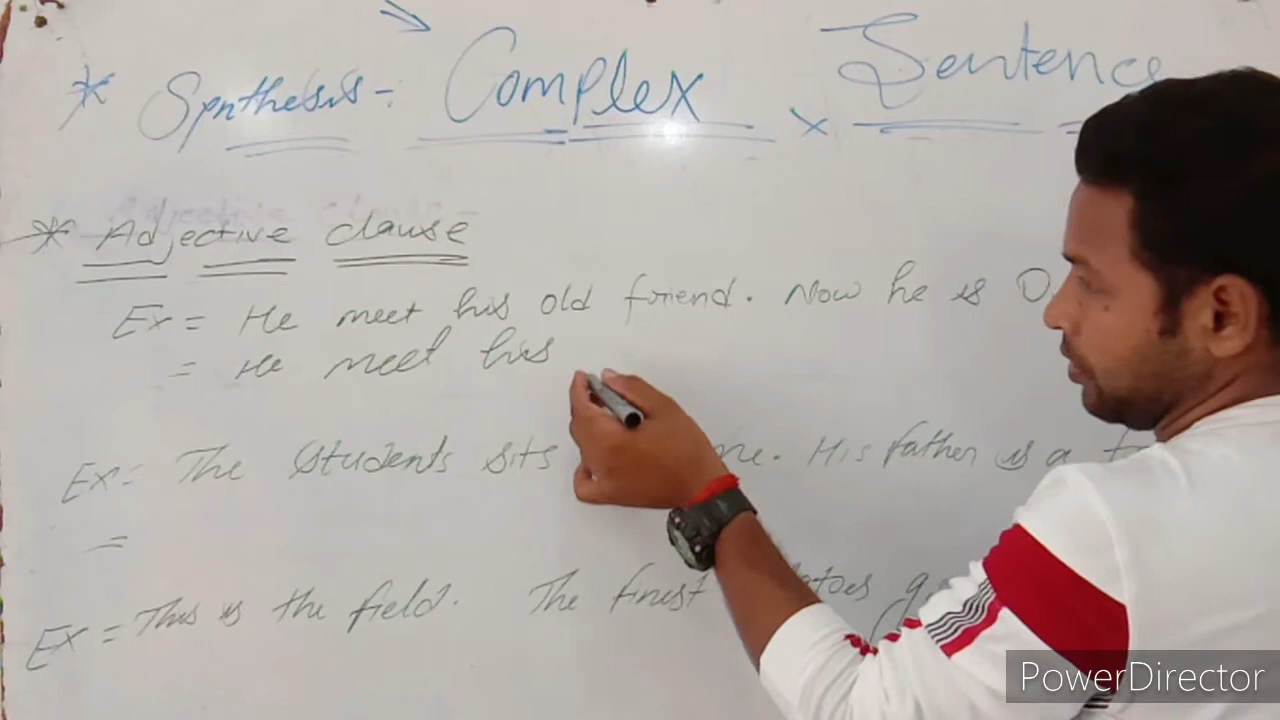 * Synthesis - : Complex x Sentence
* Adjective clause
Ex = He meet his old friend. Now he is
= He meet his
Ex = The students sits me. His father is a
=
Ex = This is the field. The finest
PowerDirector